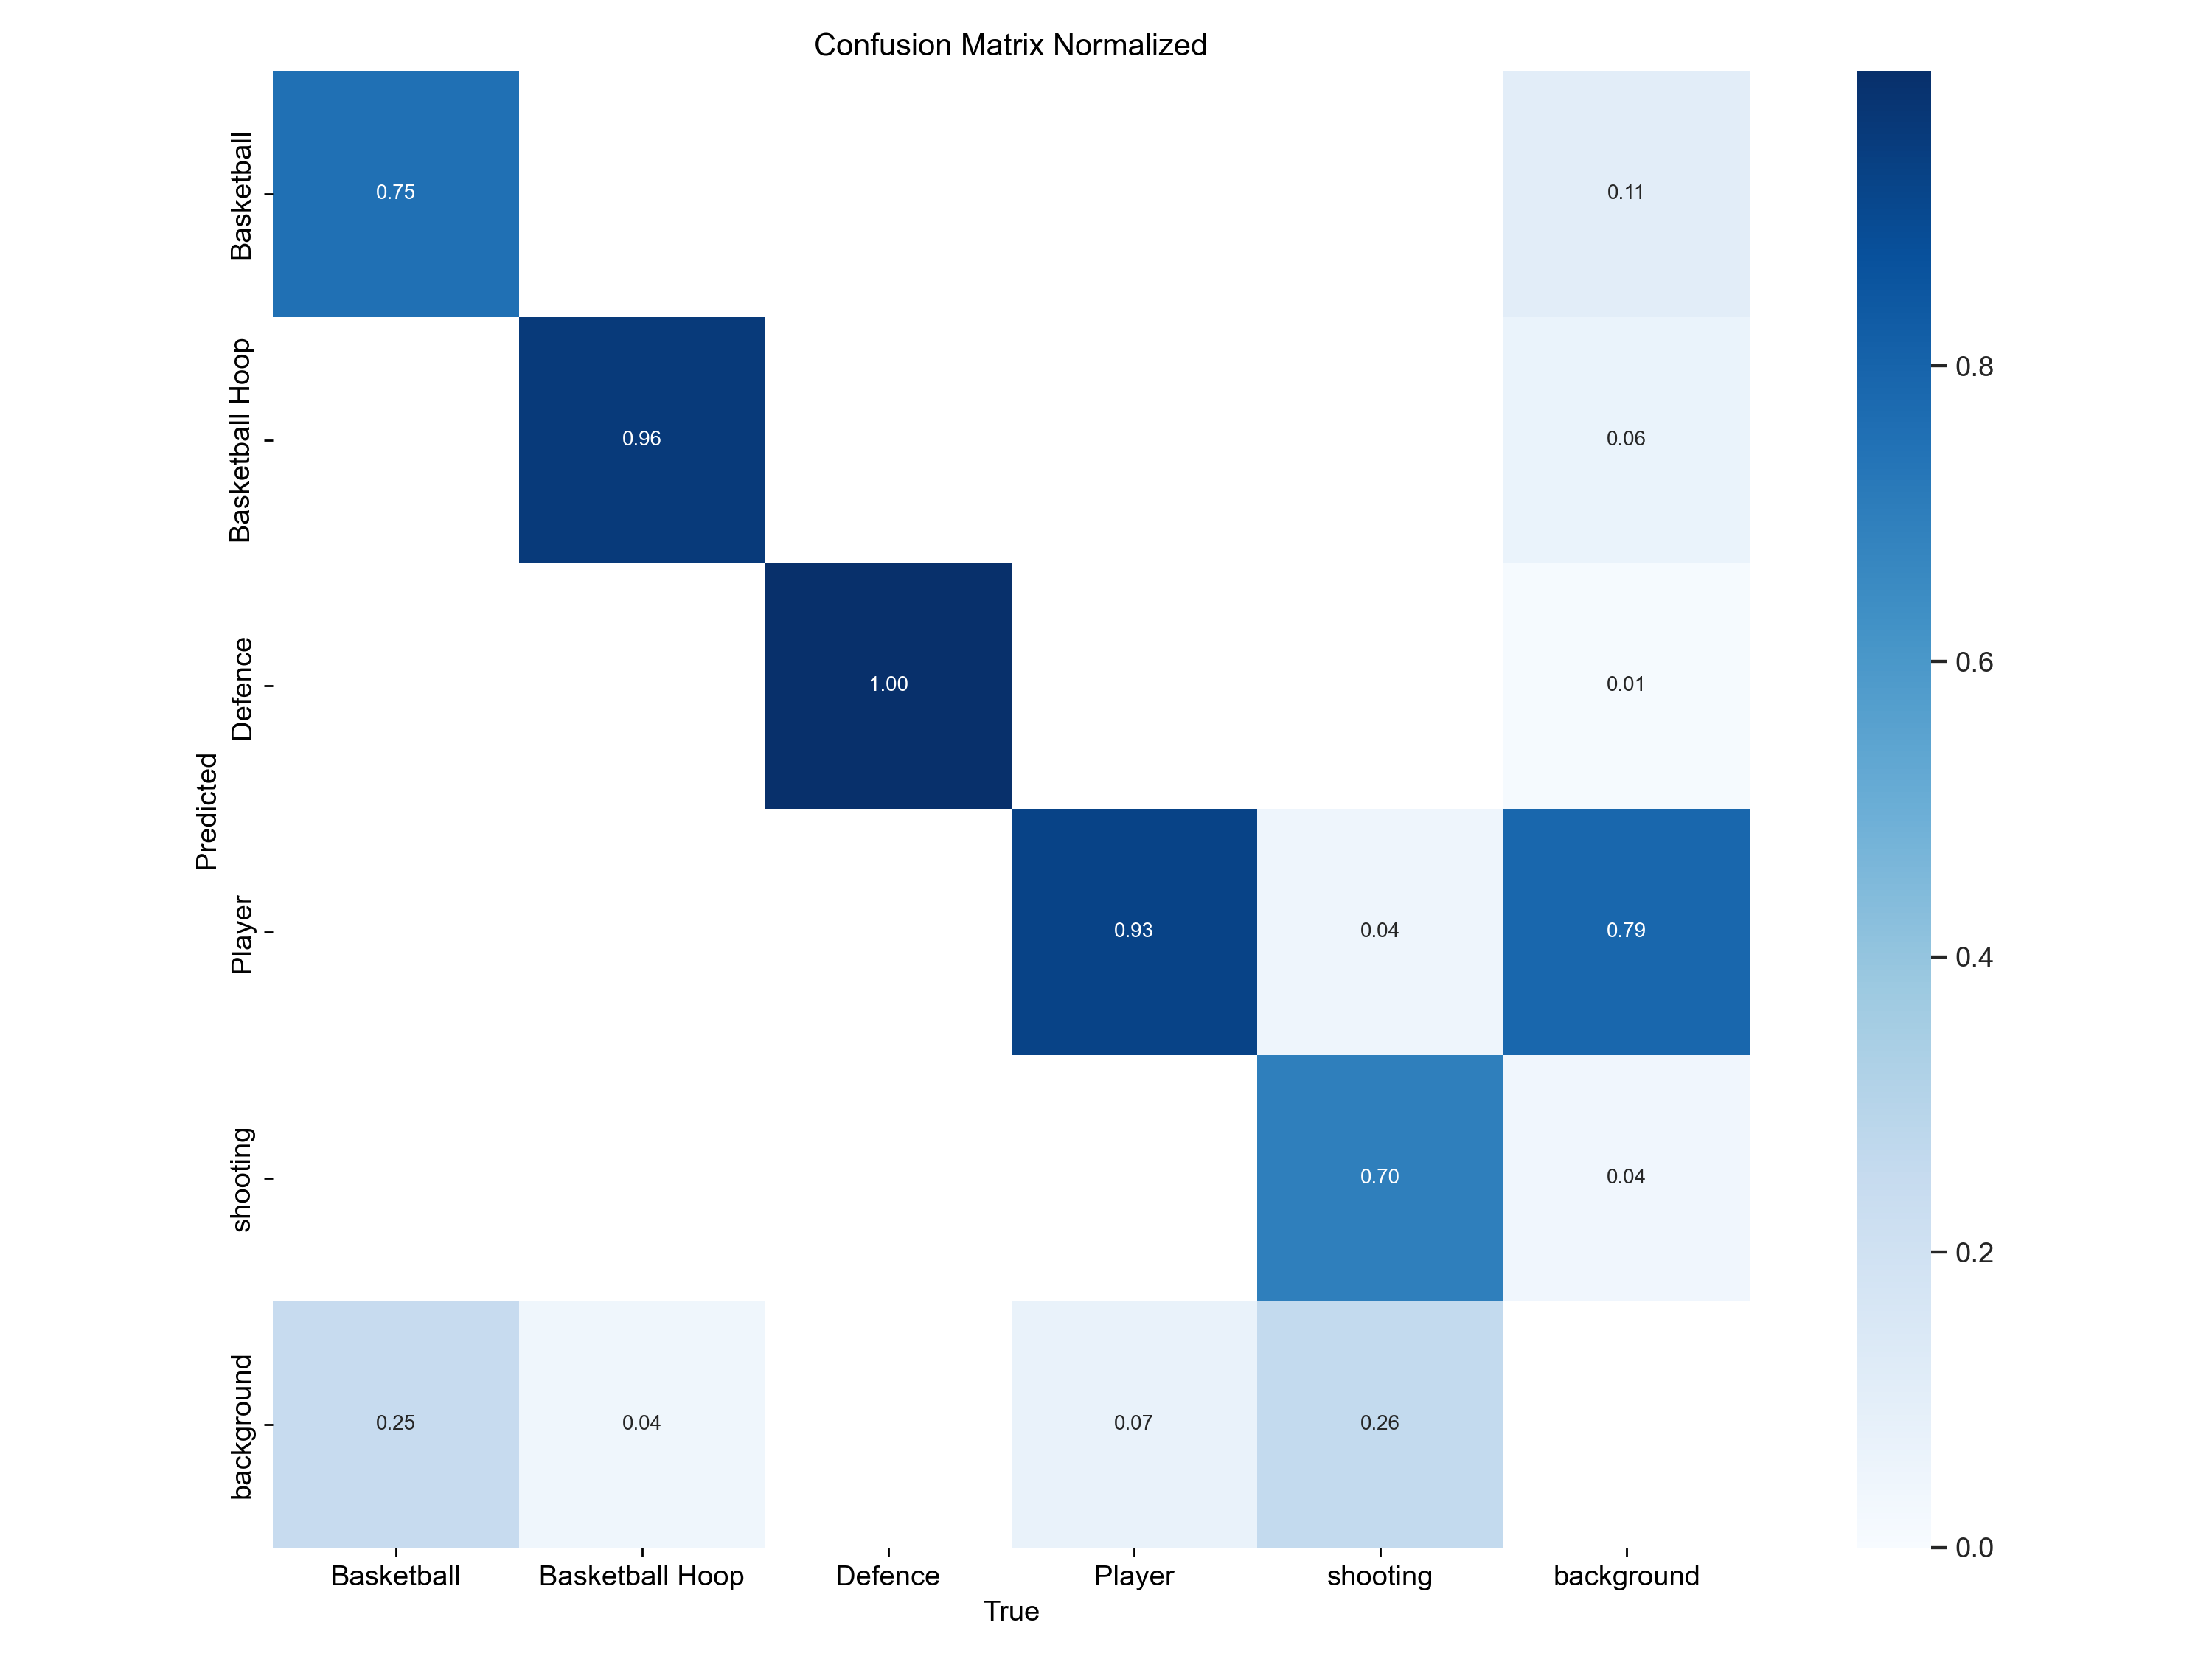 Confusion Matrix Normalized
Predicted
Basketball
0.75
0.11
Basketball Hoop
0.96
0.06
Defence
1.00
0.01
Player
0.93
0.04
0.79
shooting
0.70
0.04
background
0.25
0.04
0.07
0.26
Basketball
Basketball Hoop
Defence
Player
shooting
background
True
0.8
0.6
0.4
0.2
0.0